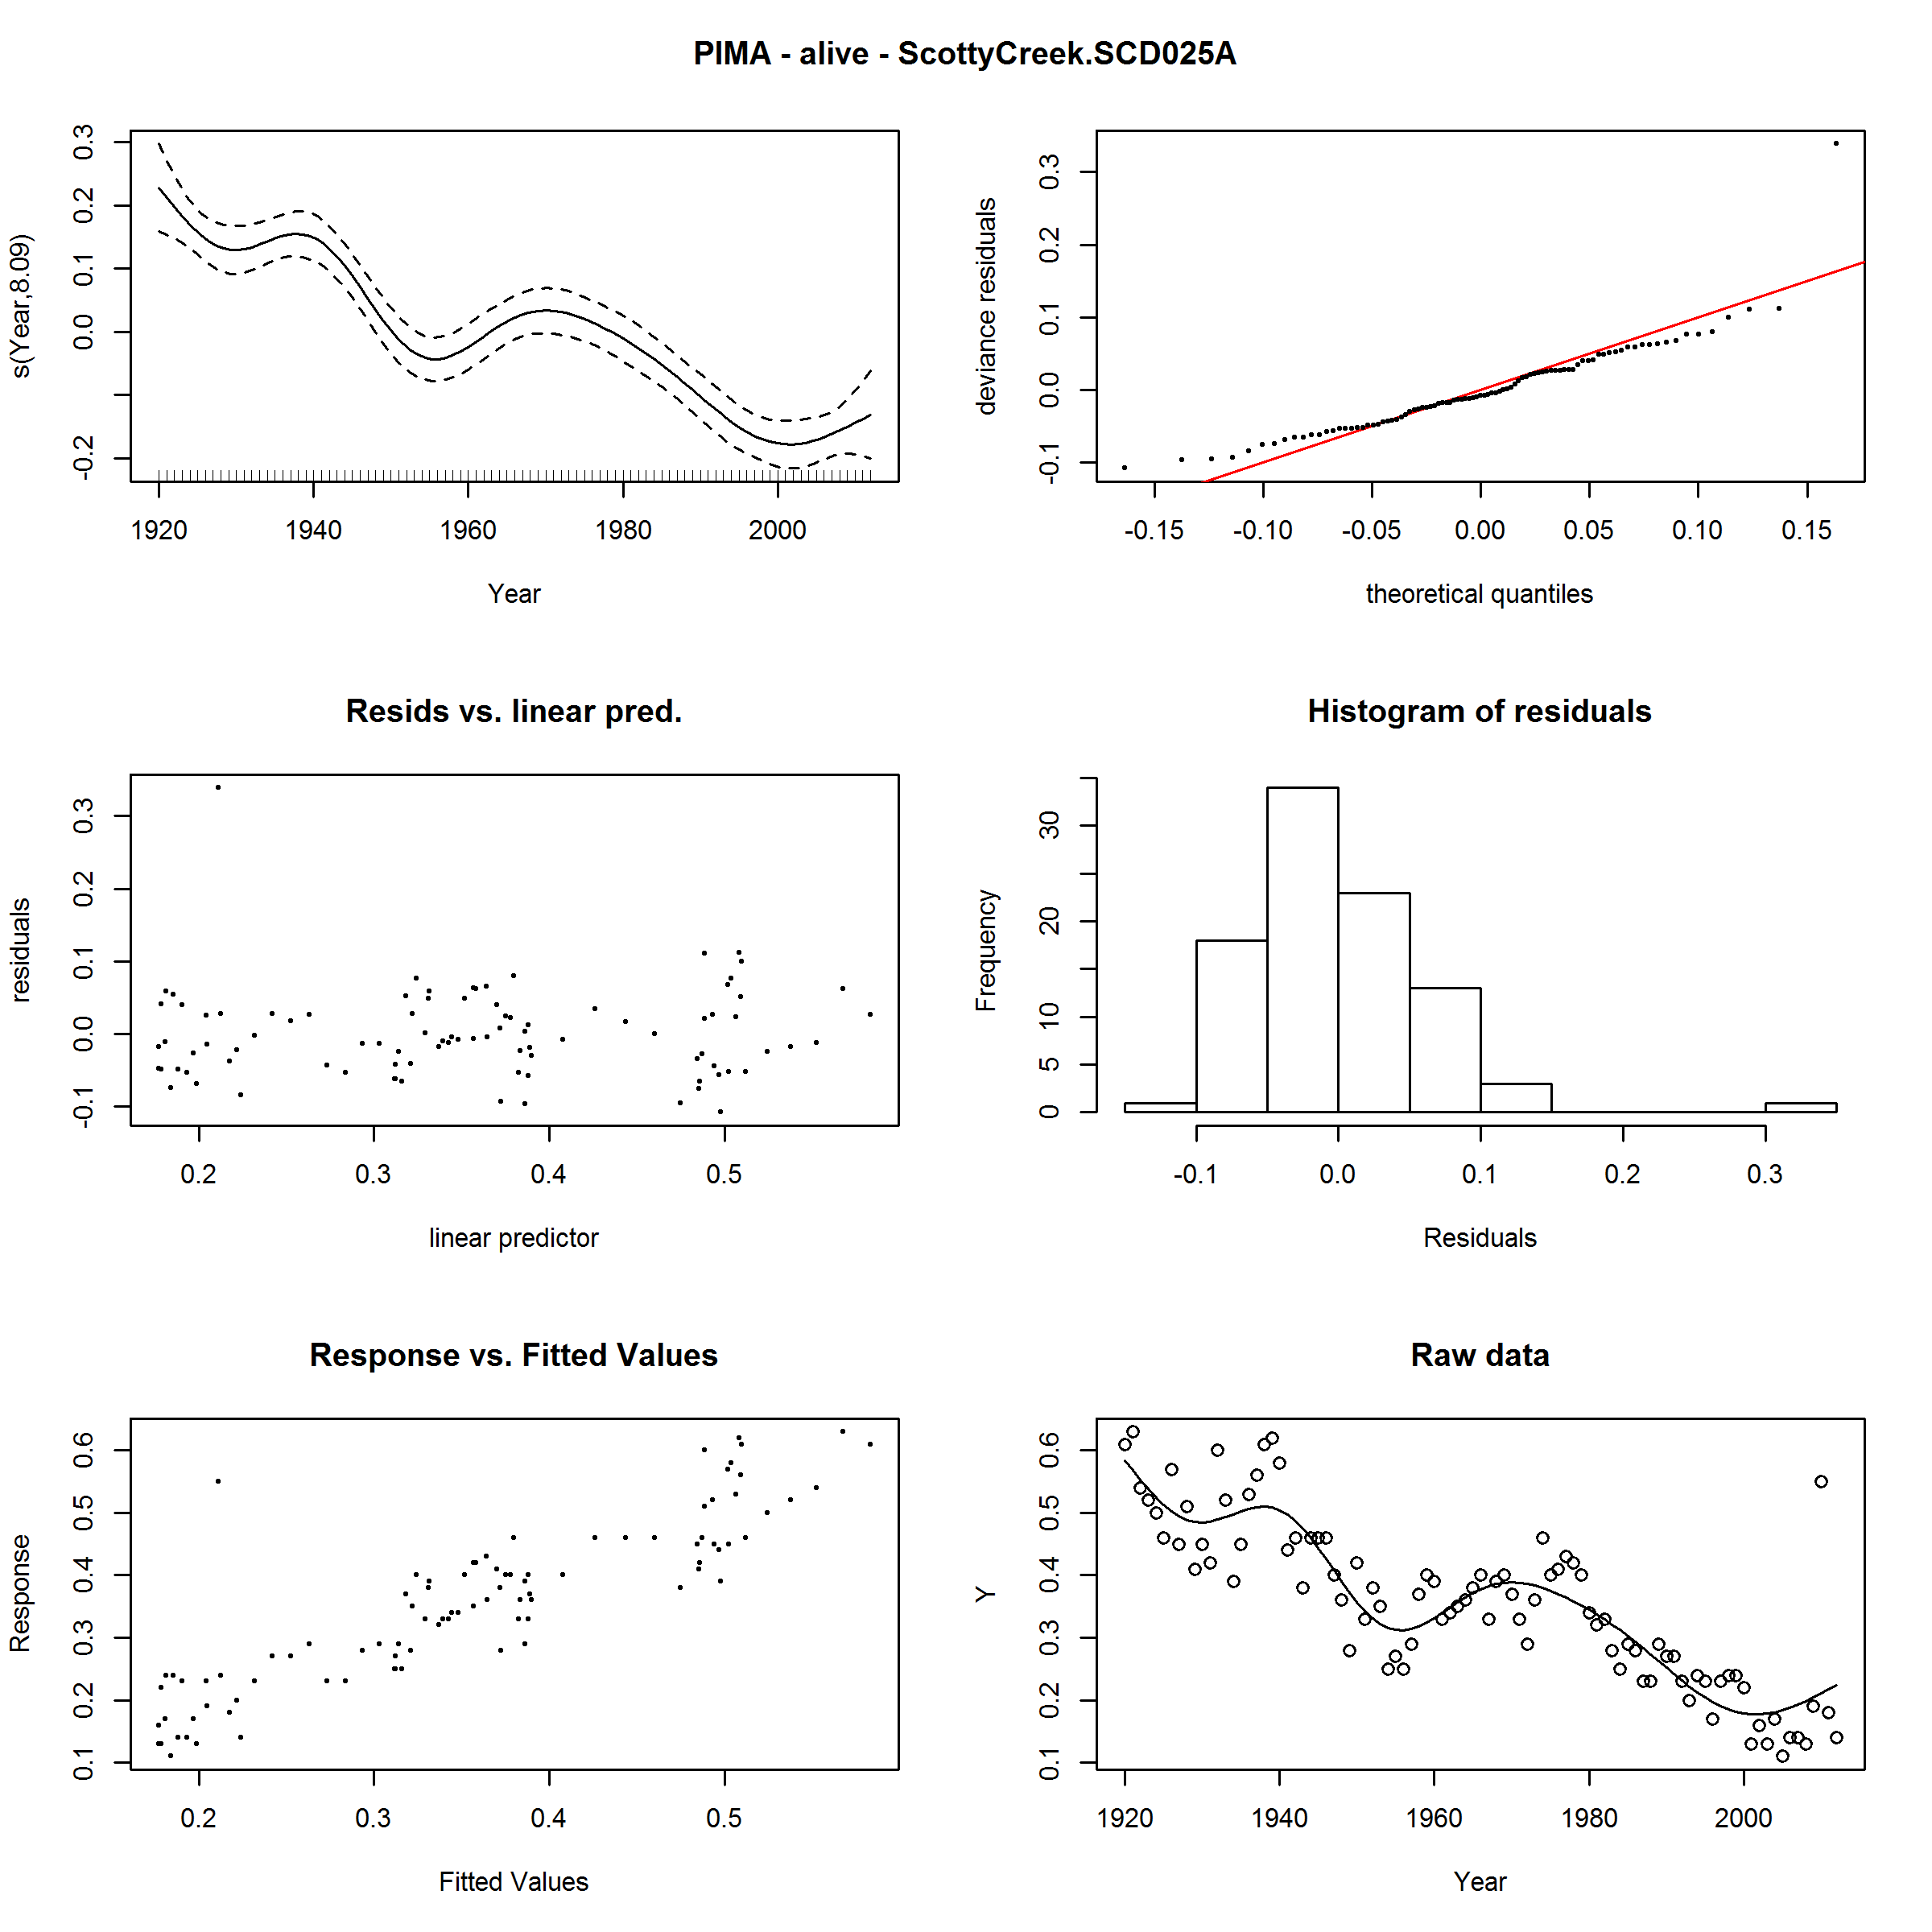 PIMA - alive - ScottyCreek.SCD025A
s(Year,8.09)
0.3
0.2
0.1
0.0
-0.2
1920 1940 1960 1980 2000
Year
deviance residuals
0.3
0.2
0.1
0.0
-0.1
-0.15 -0.10 -0.05 0.00 0.05 0.10 0.15
theoretical quantiles
Resids vs. linear pred.
residuals
0.3
0.2
0.1
0.0
-0.1
0.2 0.3 0.4 0.5
linear predictor
Histogram of residuals
Frequency
30
20
10
5
0
-0.1 0.0 0.1 0.2 0.3
Residuals
Response vs. Fitted Values
Response
0.6
0.5
0.4
0.3
0.2
0.1
0.2 0.3 0.4 0.5
Fitted Values
Raw data
Y
0.6
0.5
0.4
0.3
0.2
0.1
1920 1940 1960 1980 2000
Year